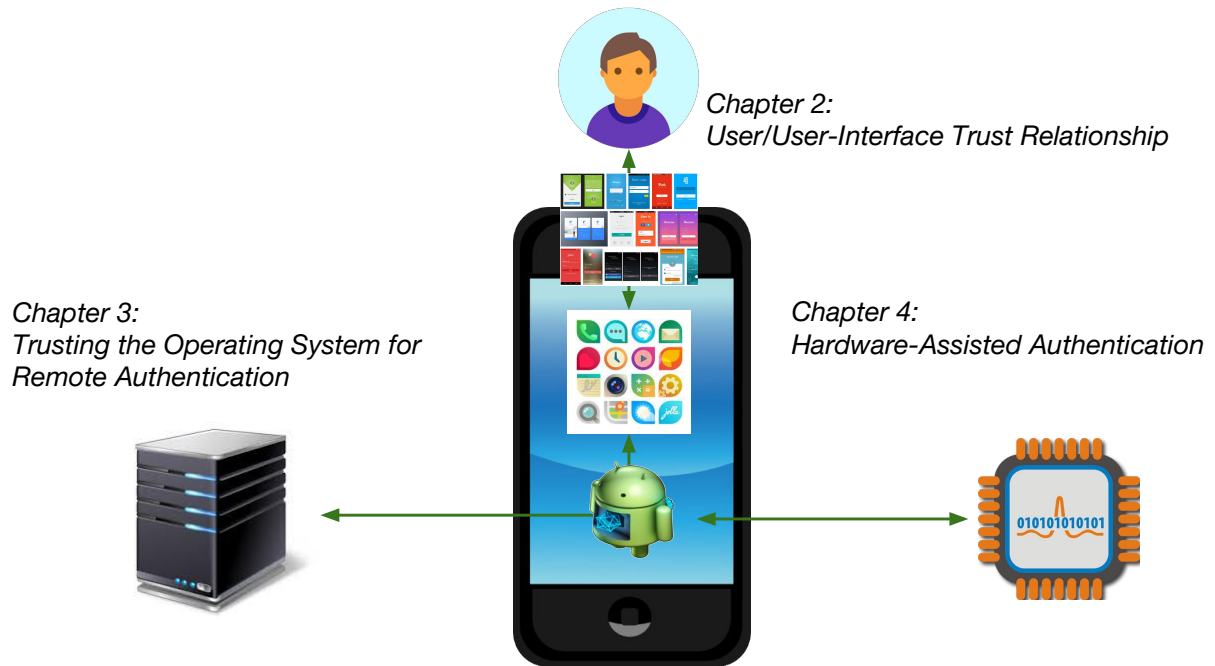 Chapter 2:
User/User-Interface Trust Relationship
Chapter 3:
Trusting the Operating System for
Remote Authentication
Chapter 4:
Hardware-Assisted Authentication
jolla
010101010101